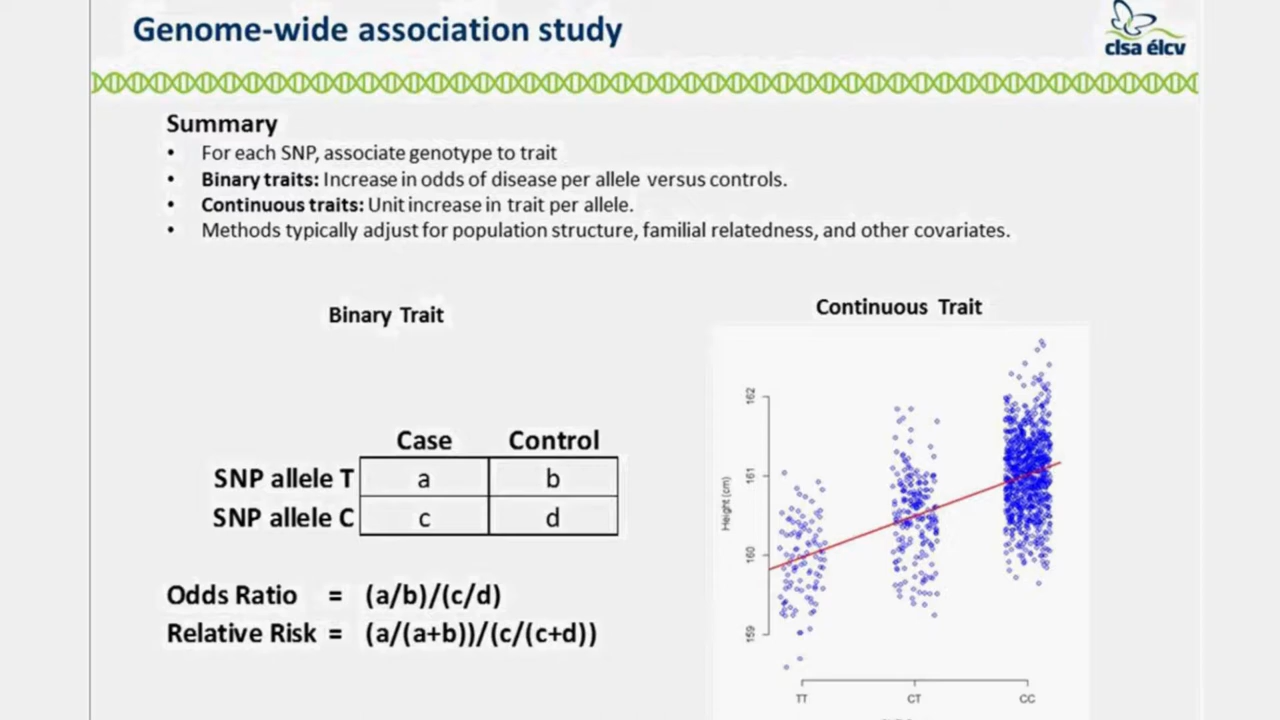 Genome-wide association study
clsa élcv
Summary
• For each SNP, associate genotype to trait
• Binary traits: Increase in odds of disease per allele versus controls.
• Continuous traits: Unit increase in trait per allele.
• Methods typically adjust for population structure, familial relatedness, and other covariates.
Binary Trait
Case Control
SNP allele T a b
SNP allele C c d
Odds Ratio = (a/b)/(c/d)
Relative Risk = (a/(a+b))/(c/(c+d))
Continuous Trait
Height (cm)
162
161
160
159
TT CT CC